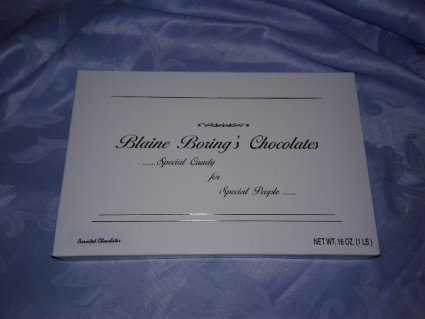 Blaine Boring's Chocolates
......Special Candy
for
Special People ......
Assorted Chocolates
NET WT. 16 OZ. (1 LB.)